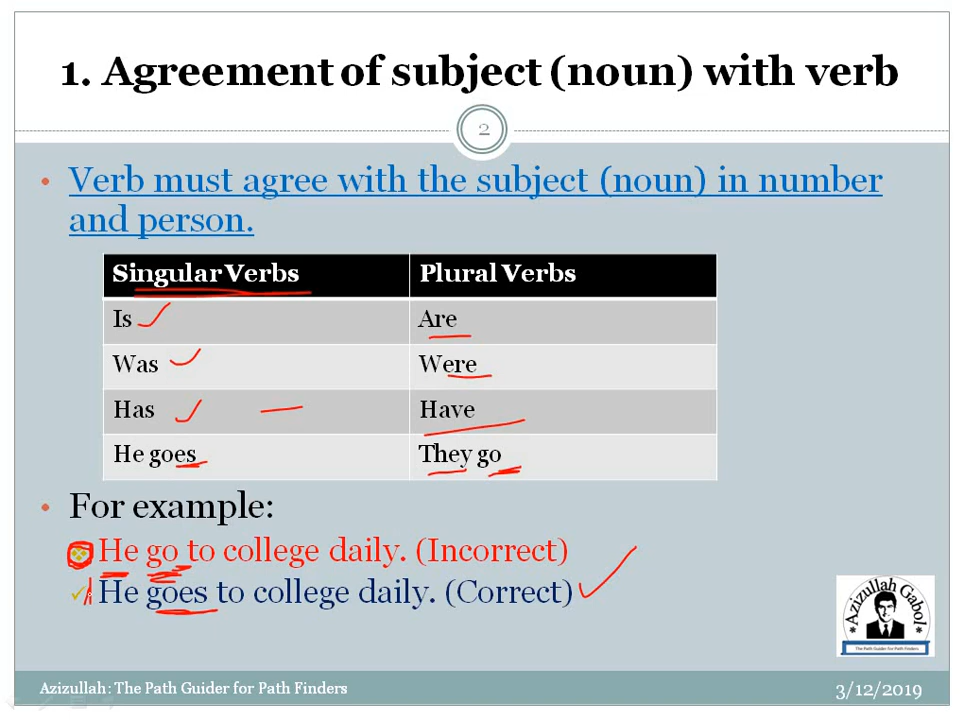 1. Agreement of subject (noun) with verb
2
• Verb must agree with the subject (noun) in number
and person.
Singular Verbs Plural Verbs
Is Are
Was Were
Has Have
He goes They go
• For example:
He go to college daily. (Incorrect)
He goes to college daily. (Correct)
Azizullah Gabol
The Path Guider for Path Finders
Azizullah: The Path Guider for Path Finders
3/12/2019